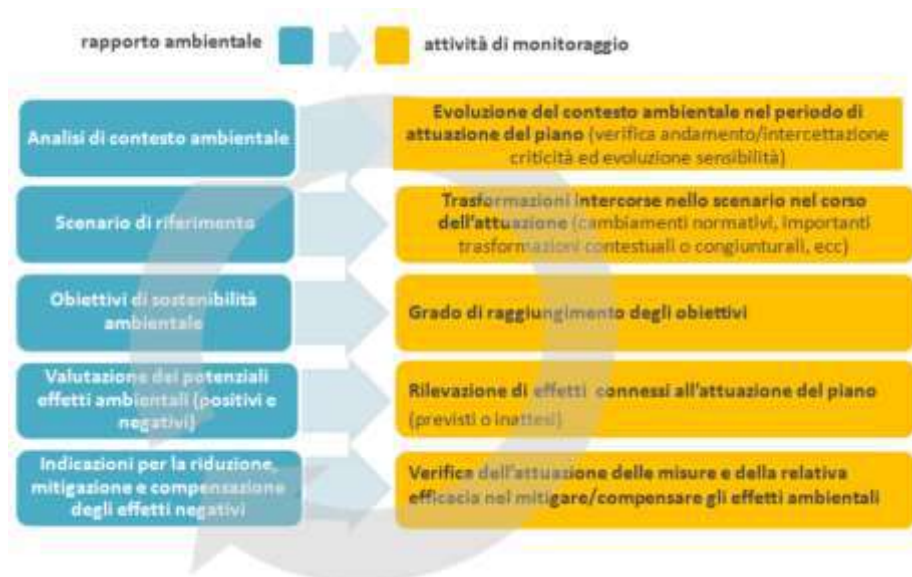 rapporto ambientale
attività di monitoraggio
Analisi di contesto ambientale
Evoluzione del contesto ambientale nel periodo di
attuazione del piano (verifica andamento/intercettazione
criticità ed evoluzione sensibilità)
Scenario di riferimento
Trasformazioni intercorse nello scenario nel corso
dell'attuazione (cambiamenti normativi, importanti
trasformazioni contestuali o congiunturali, ecc)
Obiettivi di sostenibilità
ambientale
Grado di raggiungimento degli obiettivi
Valutazione dei potenziali
effetti ambientali (positivi e
negativi)
Rilevazione di effetti connessi all'attuazione del piano
(previsti o inattesi)
Indicazioni per la riduzione,
mitigazione e compensazione
degli effetti negativi
Verifica dell'attuazione delle misure e della relativa
efficacia nel mitigare/compensare gli effetti ambientali